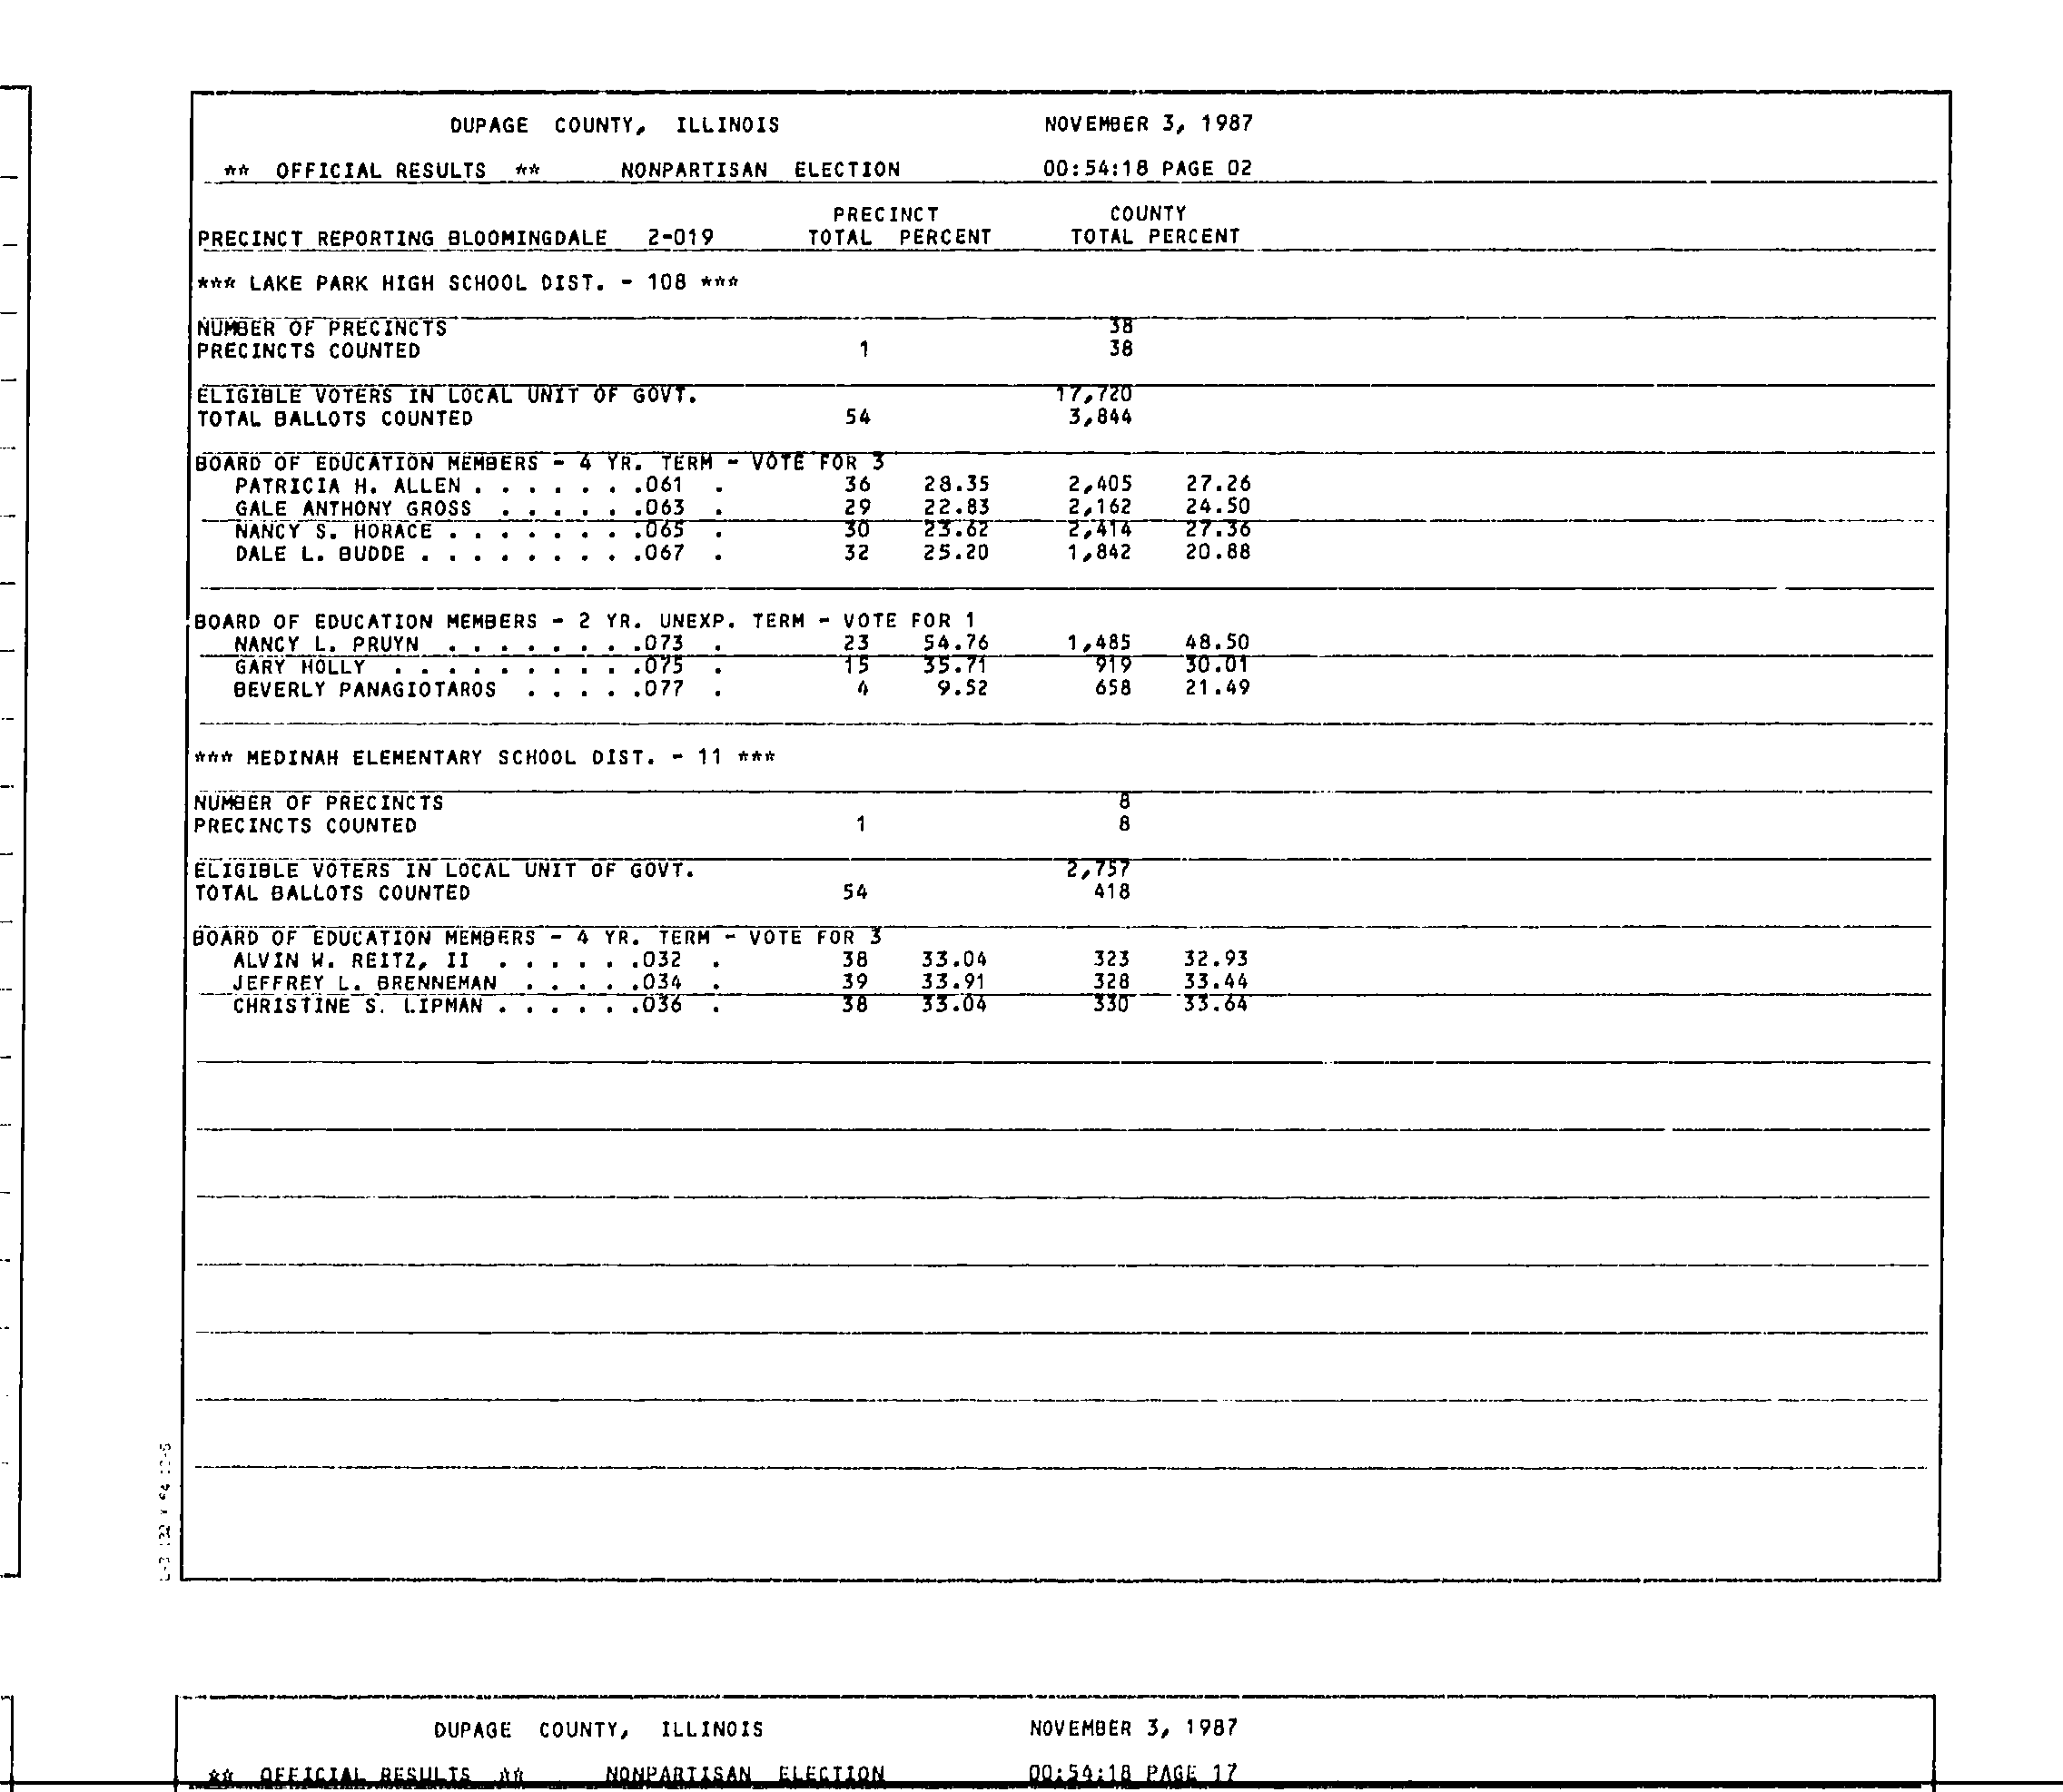 DUPAGE COUNTY, ILLINOIS NOVEMBER 3, 1987
** OFFICIAL RESULTS ** NONPARTISAN ELECTION 00:54:18 PAGE 02
PRECINCT COUNTY
PRECINCT REPORTING BLOOMINGDALE 2-019 TOTAL PERCENT TOTAL PERCENT
*** LAKE PARK HIGH SCHOOL DIST. - 108 ***
NUMBER OF PRECINCTS 38
PRECINCTS COUNTED 1 38
ELIGIBLE VOTERS IN LOCAL UNIT OF GOVT. 17,720
TOTAL BALLOTS COUNTED 54 3,844
BOARD OF EDUCATION MEMBERS - 4 YR. TERM - VOTE FOR 3
PATRICIA H. ALLEN . . . . . . .061 . 36 28.35 2,405 27.26
GALE ANTHONY GROSS . . . . . .063 . 29 22.83 2,162 24.50
NANCY S. HORACE . . . . . . . .065 . 30 23.62 2,414 27.36
DALE L. BUDDE . . . . . . . . .067 . 32 25.20 1,842 20.88
BOARD OF EDUCATION MEMBERS - 2 YR. UNEXP. TERM - VOTE FOR 1
NANCY L. PRUYN . . . . . . . .073 . 23 54.76 1,485 48.50
GARY HOLLY . . . . . . . . . .075 . 15 35.71 919 30.01
BEVERLY PANAGIOTAROS . . . . .077 . 4 9.52 658 21.49
*** MEDINAH ELEMENTARY SCHOOL DIST. - 11 ***
NUMBER OF PRECINCTS 8
PRECINCTS COUNTED 1 8
ELIGIBLE VOTERS IN LOCAL UNIT OF GOVT. 2,757
TOTAL BALLOTS COUNTED 54 418
BOARD OF EDUCATION MEMBERS - 4 YR. TERM - VOTE FOR 3
ALVIN W. REITZ, II . . . . . .032 . 38 33.04 323 32.93
JEFFREY L. BRENNEMAN . . . . .034 . 39 33.91 328 33.44
CHRISTINE S. LIPMAN . . . . . .036 . 38 33.04 330 33.64
DUPAGE COUNTY, ILLINOIS NOVEMBER 3, 1987
** OFFICIAL RESULTS ** NONPARTISAN ELECTION 00:54:18 PAGE 17